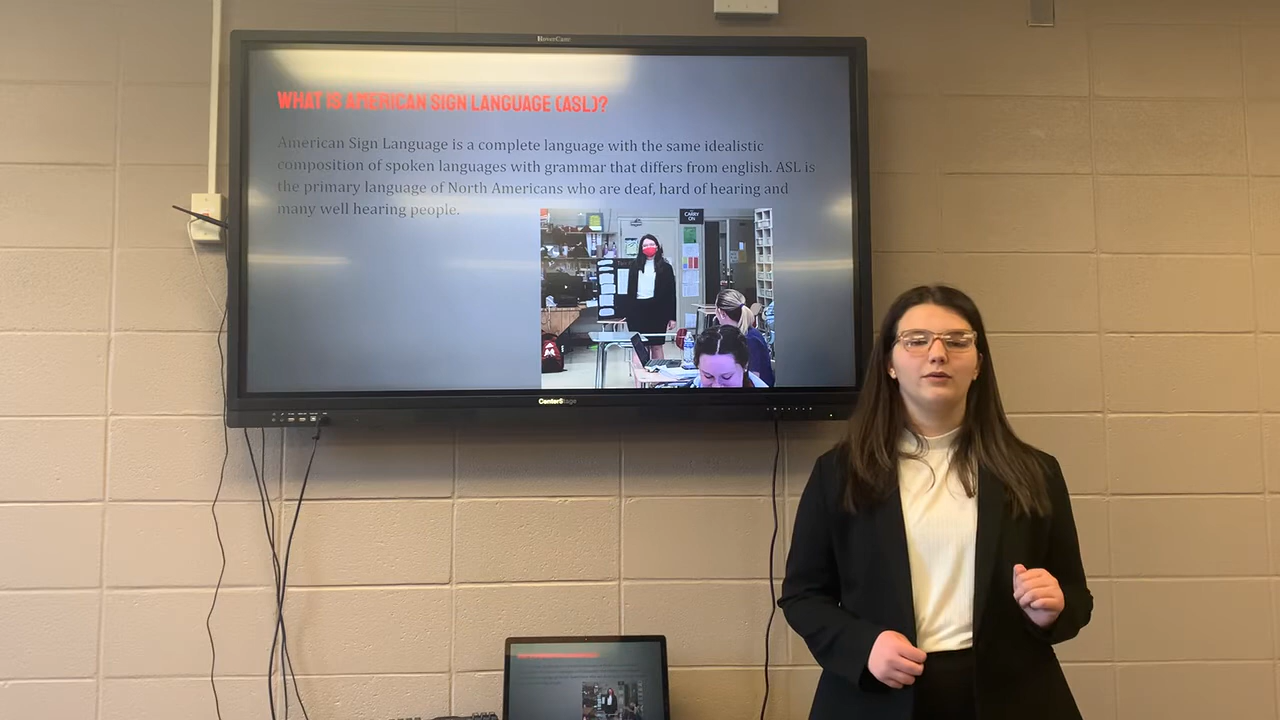 WHAT IS AMERICAN SIGN LANGUAGE (ASL)?
American Sign Language is a complete language with the same idealistic
composition of spoken languages with grammar that differs from english. ASL is
the primary language of North Americans who are deaf, hard of hearing and
many well hearing people.
CARRY
ON
CenterStage